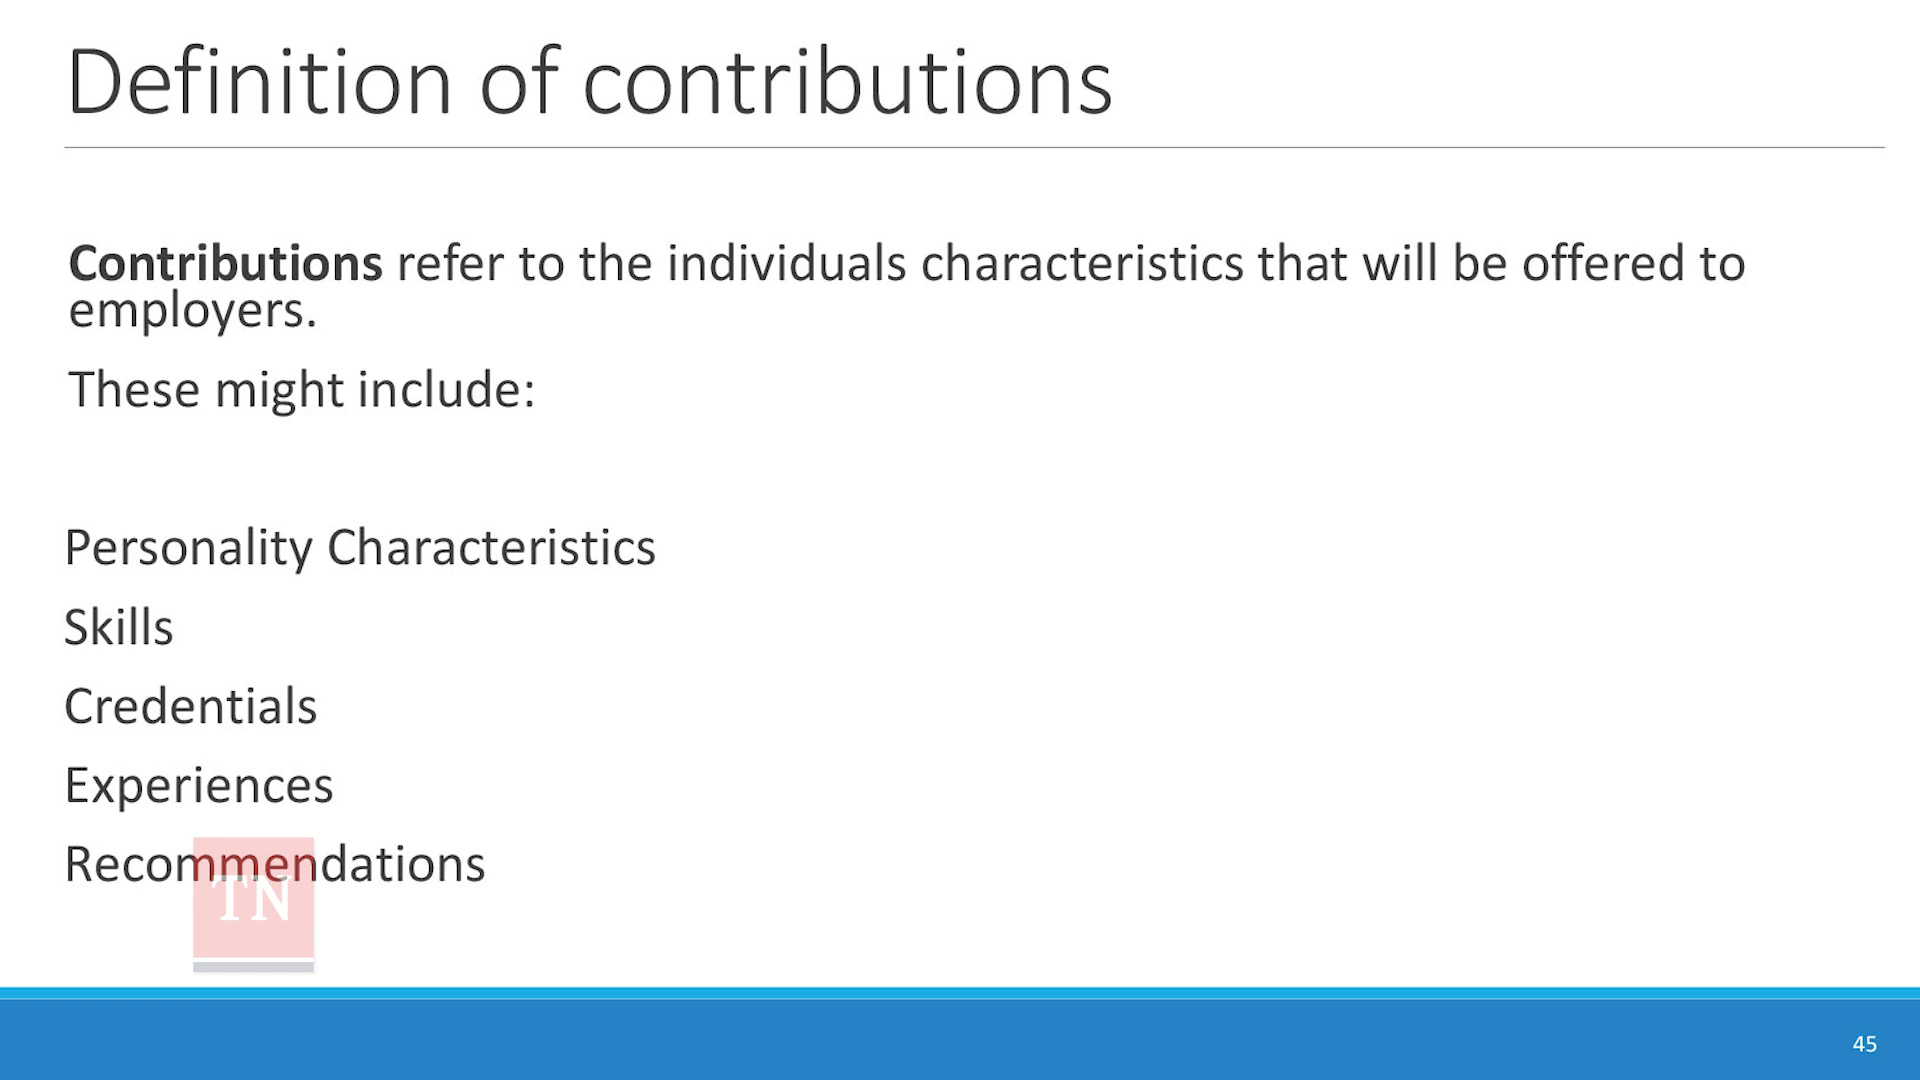 Definition of contributions
Contributions refer to the individuals characteristics that will be offered to
employers.
These might include:
Personality Characteristics
Skills
Credentials
Experiences
Recommendations
TN
45